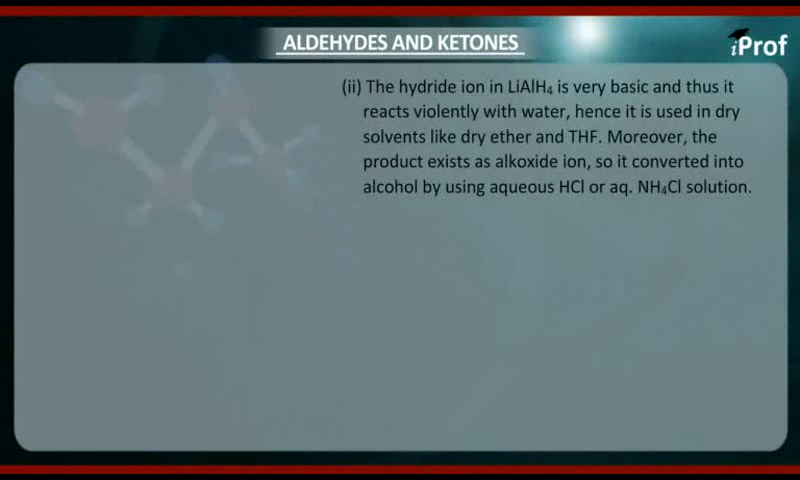 ALDEHYDES AND KETONES
iProf
(ii) The hydride ion in LiAlH₄ is very basic and thus it
reacts violently with water, hence it is used in dry
solvents like dry ether and THF. Moreover, the
product exists as alkoxide ion, so it converted into
alcohol by using aqueous HCl or aq. NH₄Cl solution.